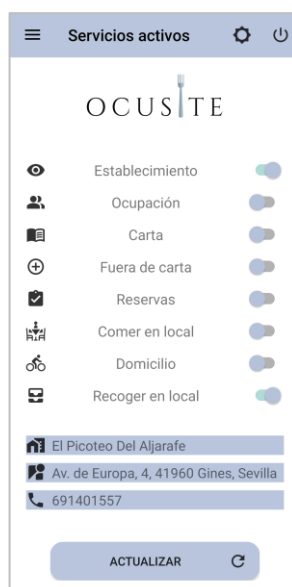 Servicios activos
OCUSITE
Establecimiento
Ocupación
Carta
Fuera de carta
Reservas
Comer en local
Domicilio
Recoger en local
El Picoteo Del Aljarafe
Av. de Europa, 4, 41960 Gines, Sevilla
691401557
ACTUALIZAR